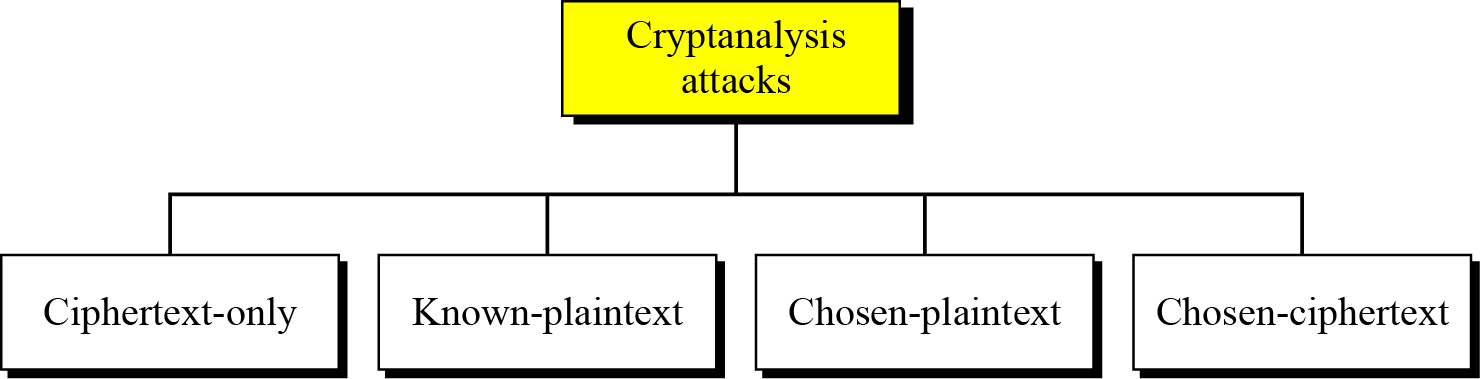 Cryptanalysis
attacks
Ciphertext-only
Known-plaintext
Chosen-plaintext
Chosen-ciphertext